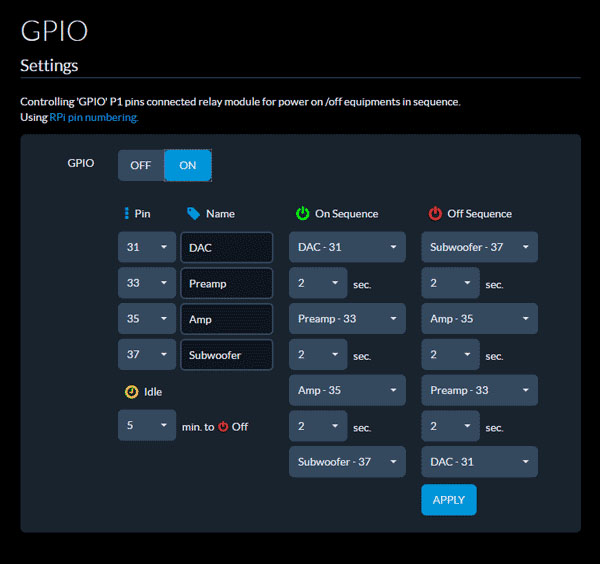 GPIO
Settings
Controlling 'GPIO' P1 pins connected relay module for power on /off equipments in sequence.
Using RPi pin numbering.
GPIO OFF ON
Pin Name On Sequence Off Sequence
31 DAC DAC - 31 Subwoofer - 37
33 Preamp 2 sec. 2 sec.
35 Amp Preamp - 33 Amp - 35
37 Subwoofer 2 sec. 2 sec.
Idle Amp - 35 Preamp - 33
5 min. to Off 2 sec. 2 sec.
Subwoofer - 37 DAC - 31
APPLY